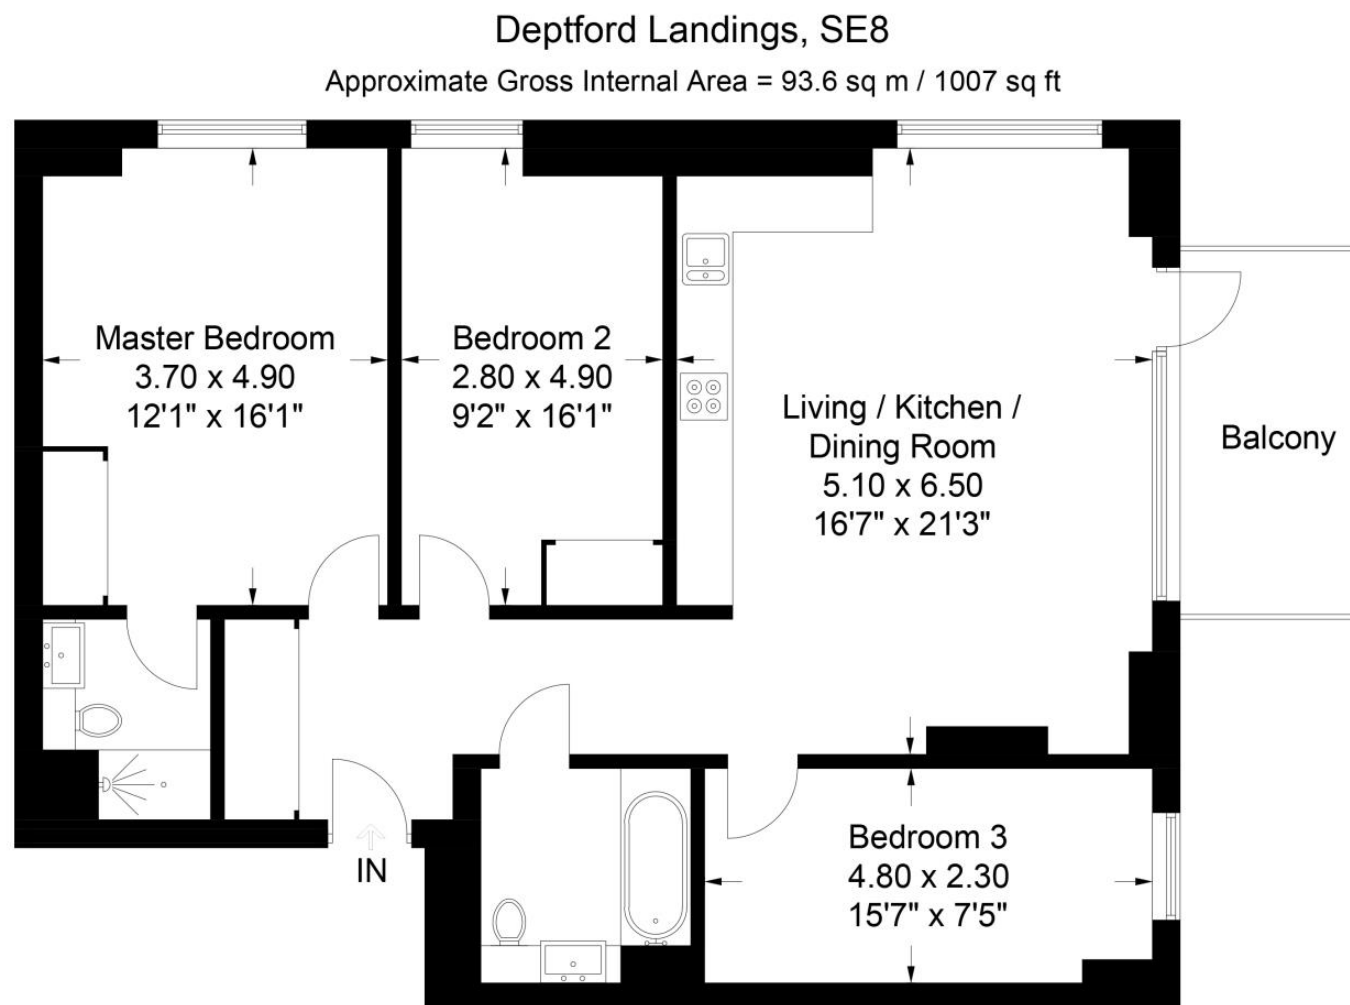 Deptford Landings, SE8
Approximate Gross Internal Area = 93.6 sq m / 1007 sq ft
Master Bedroom
3.70 x 4.90
12'1" x 16'1"
Bedroom 2
2.80 x 4.90
9'2" x 16'1"
Living / Kitchen /
Dining Room
5.10 x 6.50
16'7" x 21'3"
Balcony
Bedroom 3
4.80 x 2.30
15'7" x 7'5"
IN